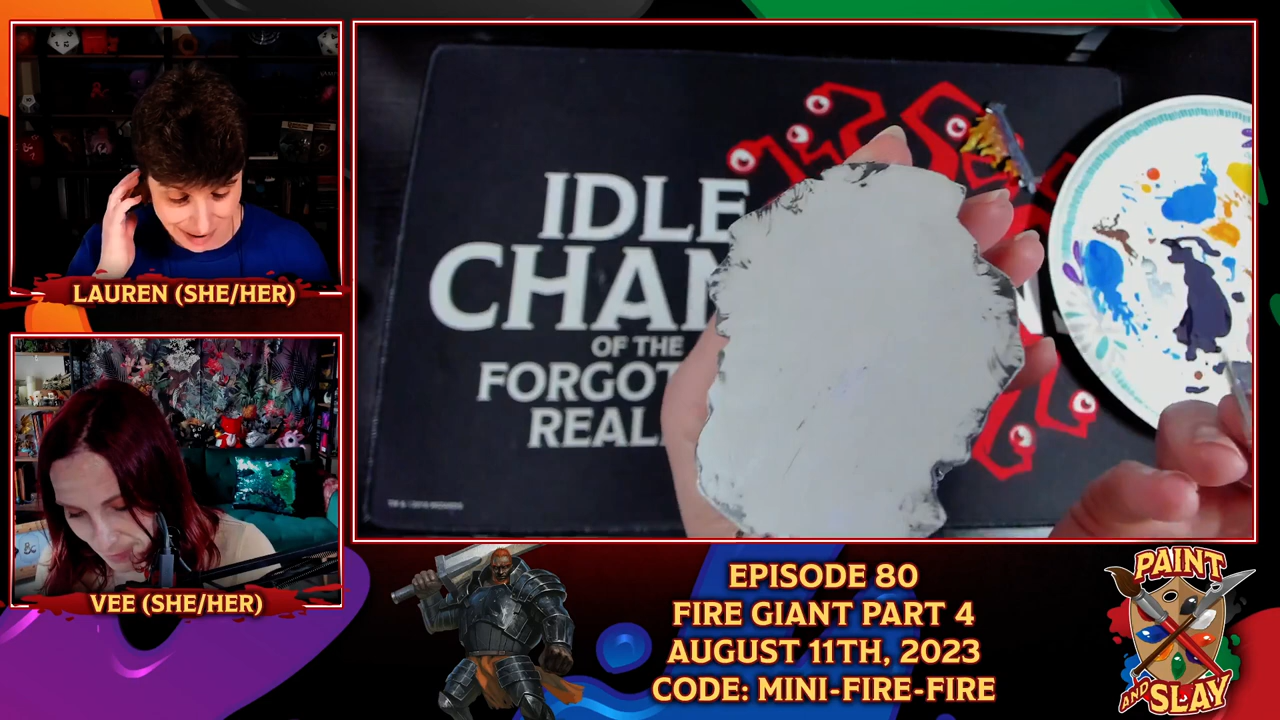 LAUREN (SHE/HER)
VEE (SHE/HER)
IDLE
CHAM
OF THE
FORGOT
REAL
EPISODE 80
FIRE GIANT PART 4
AUGUST 11TH, 2023
CODE: MINI-FIRE-FIRE
PAINT
AND SLAY